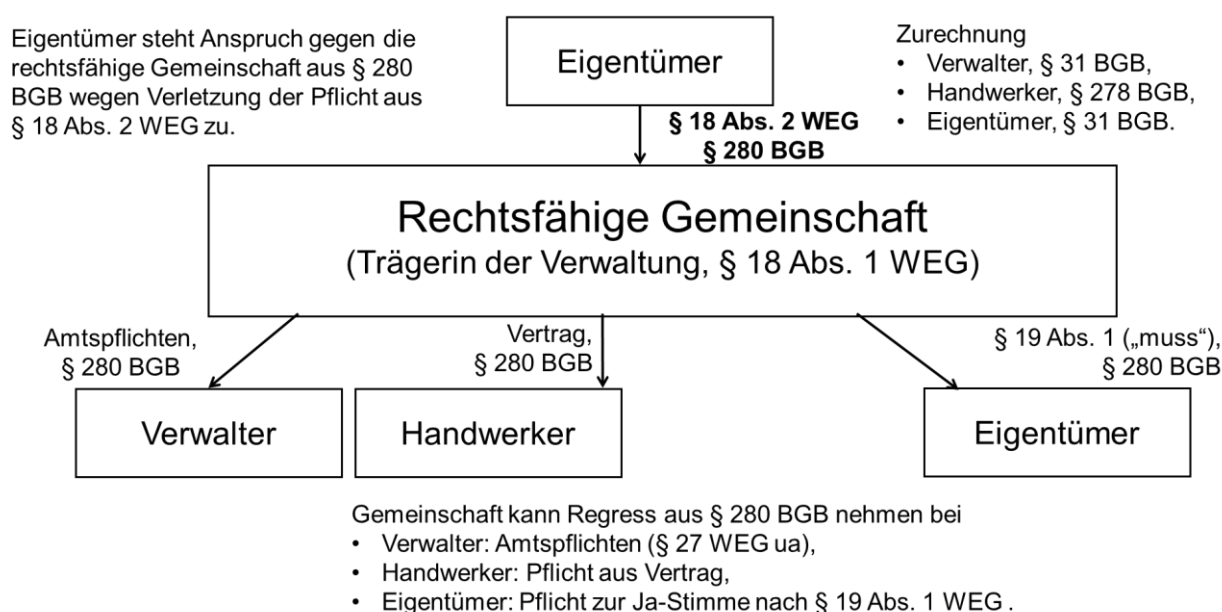 Eigentümer steht Anspruch gegen die
rechtsfähige Gemeinschaft aus § 280
BGB wegen Verletzung der Pflicht aus
§ 18 Abs. 2 WEG zu.
Eigentümer
Zurechnung
• Verwalter, § 31 BGB,
• Handwerker, § 278 BGB,
• Eigentümer, § 31 BGB.
§ 18 Abs. 2 WEG
§ 280 BGB
Rechtsfähige Gemeinschaft
(Trägerin der Verwaltung, § 18 Abs. 1 WEG)
Amtspflichten,
§ 280 BGB
Vertrag,
§ 280 BGB
§ 19 Abs. 1 („muss“),
§ 280 BGB
Verwalter
Handwerker
Eigentümer
Gemeinschaft kann Regress aus § 280 BGB nehmen bei
• Verwalter: Amtspflichten (§ 27 WEG ua),
• Handwerker: Pflicht aus Vertrag,
• Eigentümer: Pflicht zur Ja-Stimme nach § 19 Abs. 1 WEG .